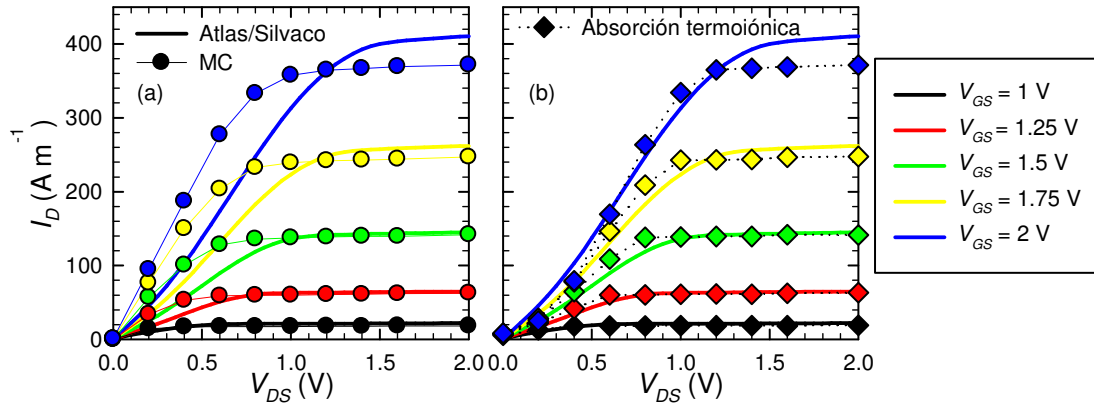 Atlas/Silvaco
MC
(a)
400
300
200
100
0
I_D (A m^-1)
0.0 0.5 1.0 1.5 2.0
V_DS (V)
Absorción termoiónica
(b)
0.0 0.5 1.0 1.5 2.0
V_DS (V)
V_GS = 1 V
V_GS = 1.25 V
V_GS = 1.5 V
V_GS = 1.75 V
V_GS = 2 V